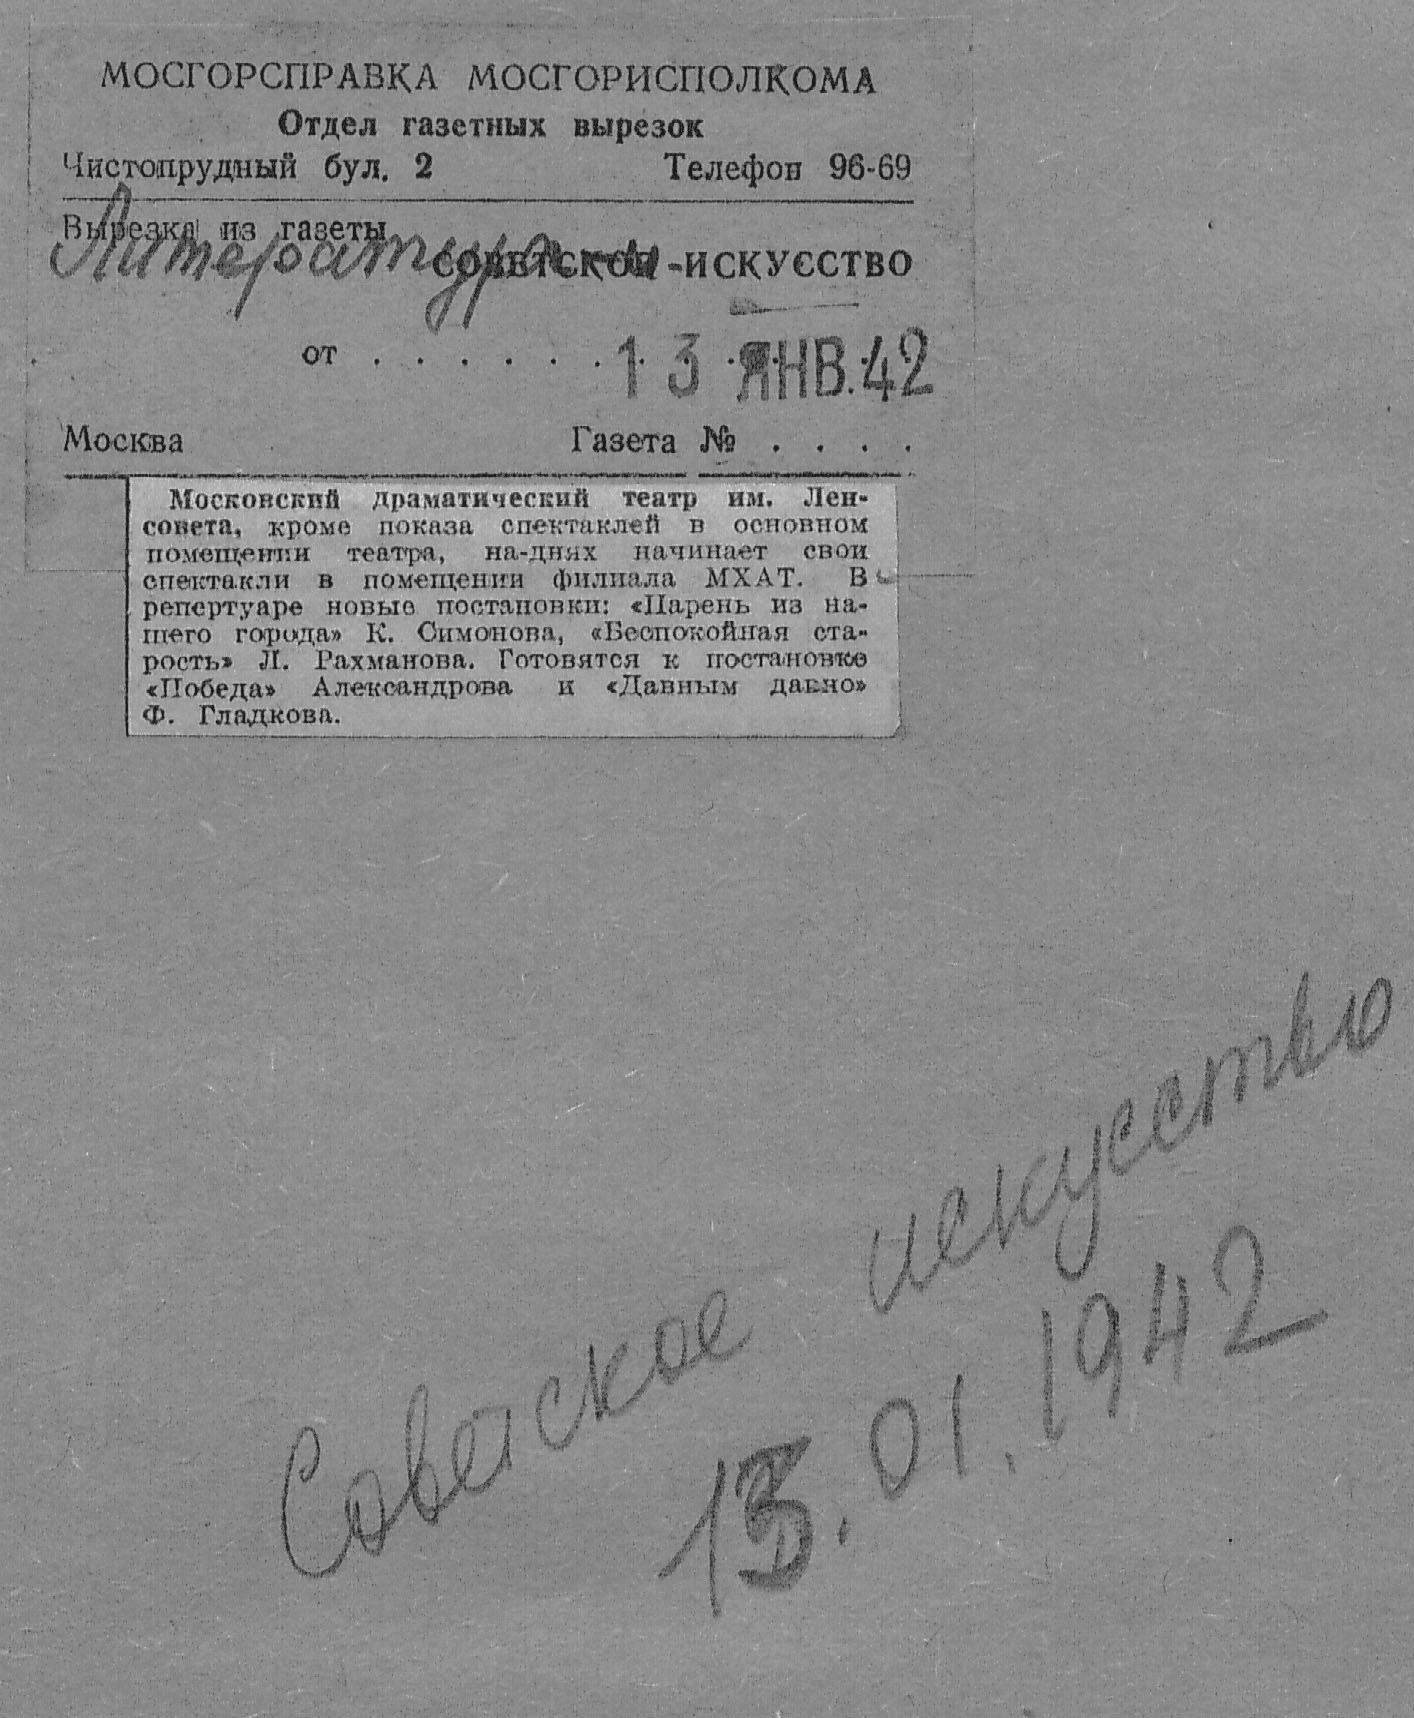 МОСГОРСПРАВКА МОСГОРИСПОЛКОМА
Отдел газетных вырезок
Чистопрудный бул. 2 Телефон 96-69
Вырезка из газеты
Литература и
СОВЕТСКОЕ ИСКУССТВО
от . . . . . . 13 ЯНВ. 42
Москва Газета № . . . .
Московский драматический театр им. Лен-
совета, кроме показа спектаклей в основном
помещении театра, на-днях начинает свои
спектакли в помещении филиала МХАТ. В
репертуаре новые постановки: «Парень из на-
шего города» К. Симонова, «Беспокойная ста-
рость» Л. Рахманова. Готовятся к постановке
«Победа» Александрова и «Давным давно»
Ф. Гладкова.
Советское искусство
13.01.1942